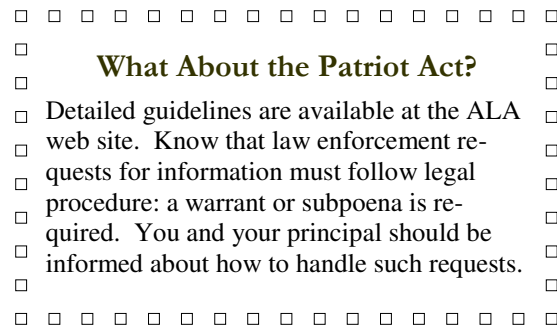 What About the Patriot Act?
Detailed guidelines are available at the ALA
web site.  Know that law enforcement re-
quests for information must follow legal
procedure: a warrant or subpoena is re-
quired.  You and your principal should be
informed about how to handle such requests.